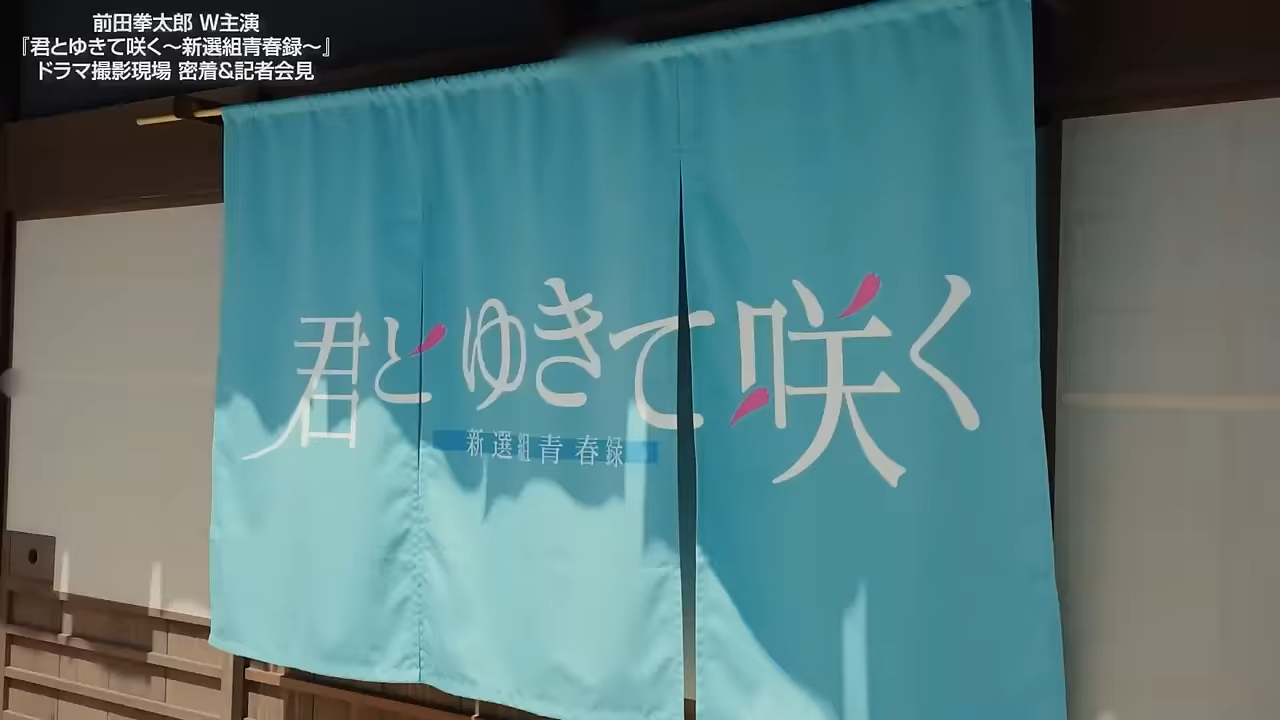 前田拳太郎 W主演
『君とゆきて咲く～新選組青春録～』
ドラマ撮影現場 密着&記者会見
君とゆきて咲く
新選組青春録